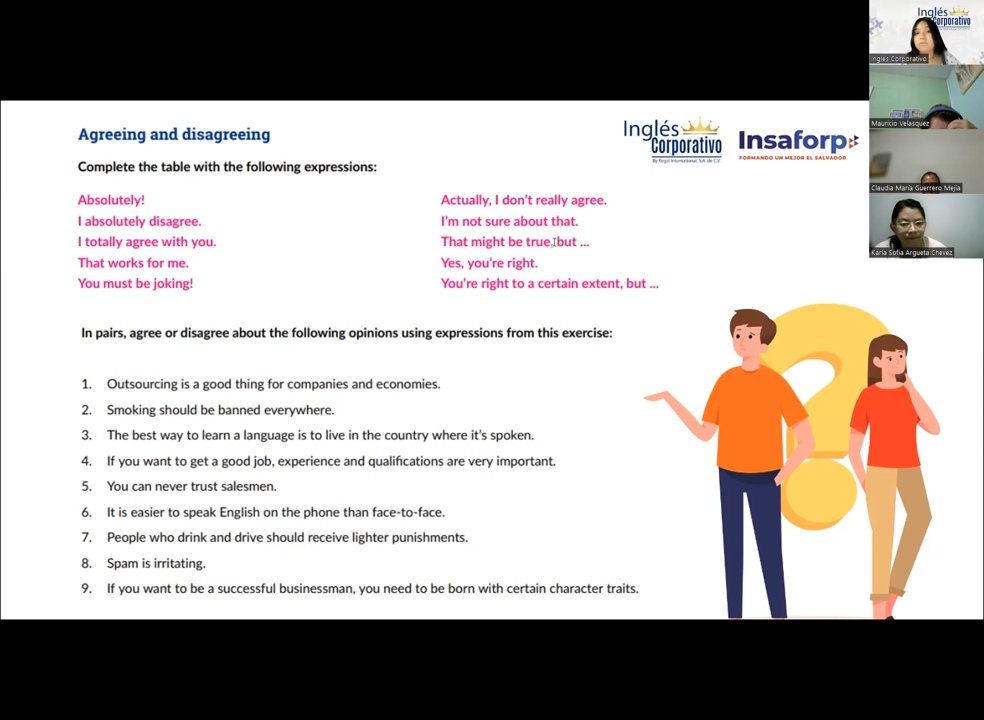 Agreeing and disagreeing
Complete the table with the following expressions:
Absolutely!
I absolutely disagree.
I totally agree with you.
That works for me.
You must be joking!
Actually, I don't really agree.
I'm not sure about that.
That might be true, but ...
Yes, you're right.
You're right to a certain extent, but ...
In pairs, agree or disagree about the following opinions using expressions from this exercise:
1. Outsourcing is a good thing for companies and economies.
2. Smoking should be banned everywhere.
3. The best way to learn a language is to live in the country where it's spoken.
4. If you want to get a good job, experience and qualifications are very important.
5. You can never trust salesmen.
6. It is easier to speak English on the phone than face-to-face.
7. People who drink and drive should receive lighter punishments.
8. Spam is irritating.
9. If you want to be a successful businessman, you need to be born with certain character traits.
Inglés
Corporativo
By Regul International, S.A. de C.V.
Insaforp
FORMANDO UN MEJOR EL SALVADOR
Inglés
Corporativo
Ingles Corporativo
Mauricio Velasquez
Claudia María Guerrero Mejia
Karla Sofia Argueta Chevez